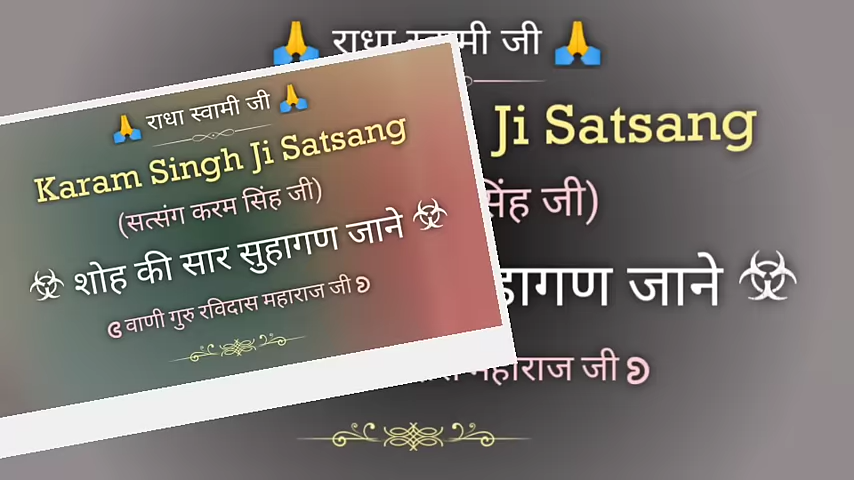 🙏 राधा स्वामी जी 🙏
Karam Singh Ji Satsang
(सत्संग करम सिंह जी)
☣ शोह की सार सुहागण जाने ☣
वाणी गुरु रविदास महाराज जी
🙏 राधा स्वामी जी 🙏
Ji Satsang
सिंह जी)
जाने ☣
महाराज जी